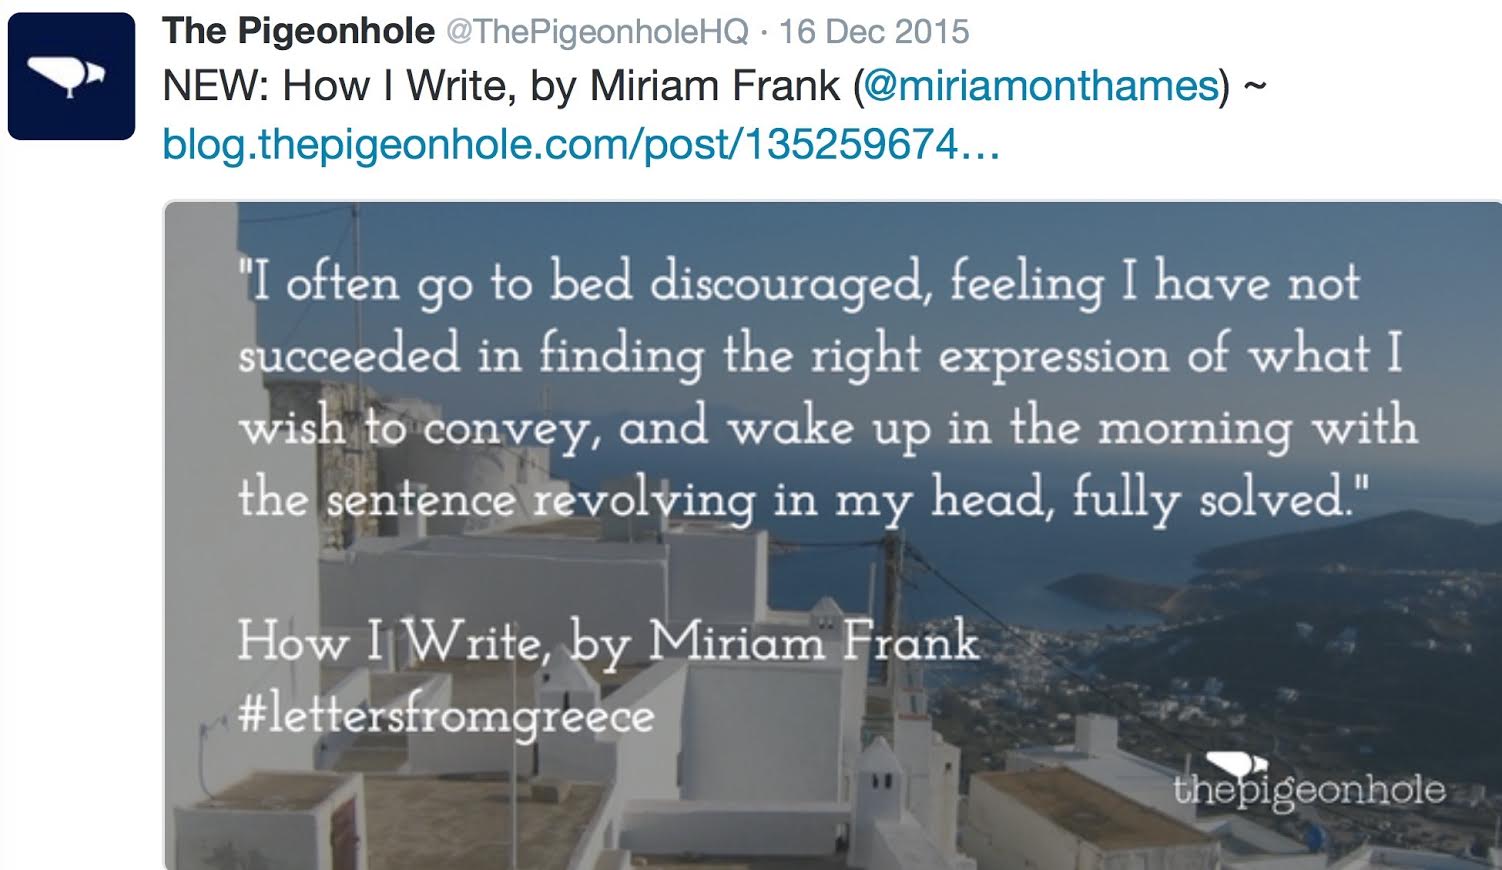 The Pigeonhole @ThePigeonholeHQ · 16 Dec 2015
NEW: How I Write, by Miriam Frank (@miriamonthames) ~
blog.thepigeonhole.com/post/135259674…
"I often go to bed discouraged, feeling I have not
succeeded in finding the right expression of what I
wish to convey, and wake up in the morning with
the sentence revolving in my head, fully solved."
How I Write, by Miriam Frank
#lettersfromgreece
thepigeonhole